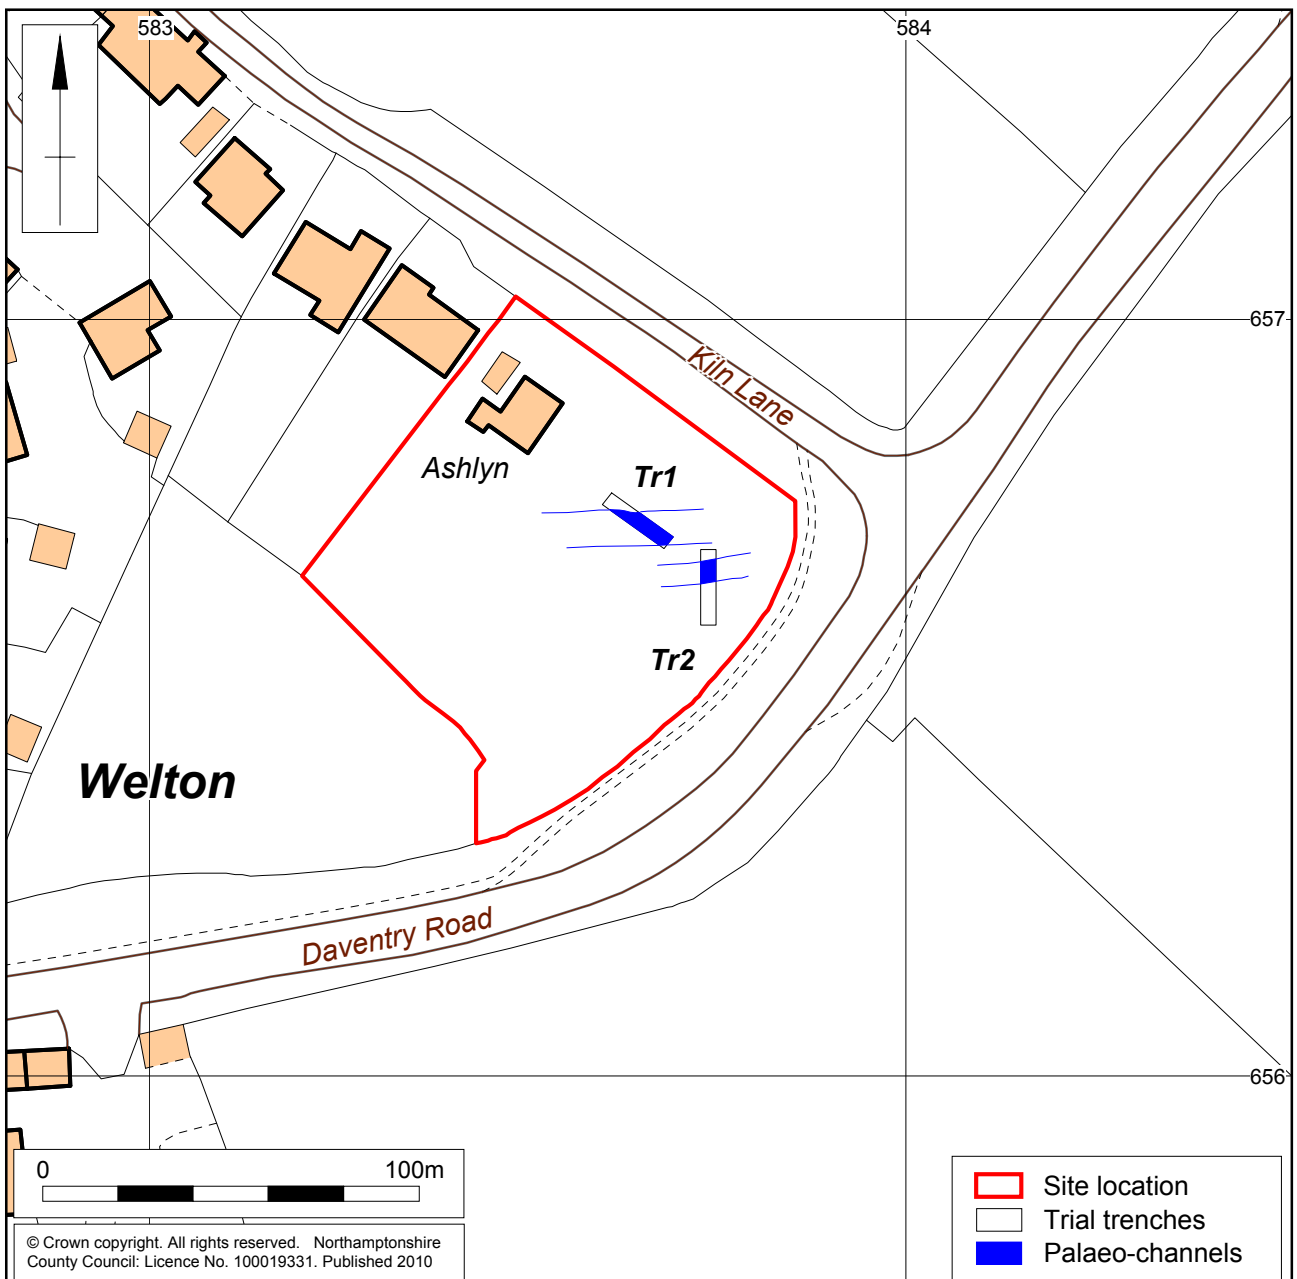 583
584
657
Kiln Lane
Ashlyn
Tr1
Tr2
Welton
Daventry Road
656
0 100m
© Crown copyright. All rights reserved. Northamptonshire
County Council: Licence No. 100019331. Published 2010
Site location
Trial trenches
Palaeo-channels